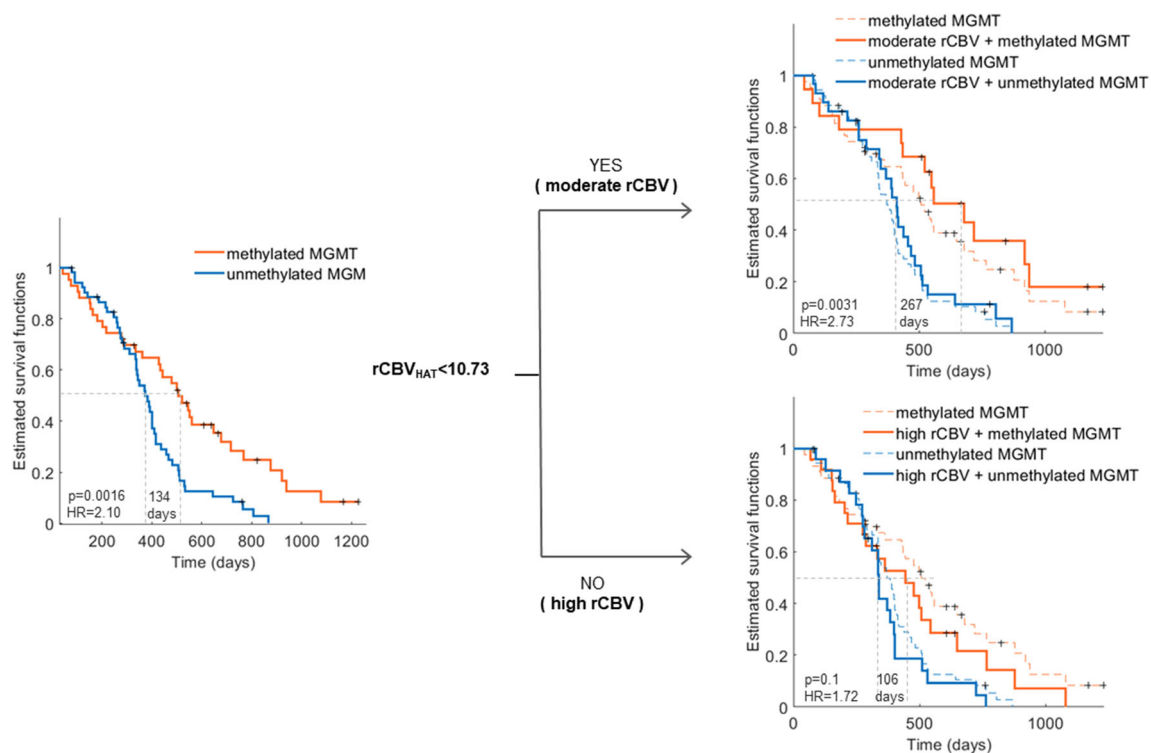 methylated MGMT
unmethylated MGM
Estimated survival functions
1
0.8
0.6
0.4
0.2
0
p=0.0016
HR=2.10
134
days
200 400 600 800 1000 1200
Time (days)
rCBVHAT<10.73
YES
( moderate rCBV )
NO
( high rCBV )
methylated MGMT
moderate rCBV + methylated MGMT
unmethylated MGMT
moderate rCBV + unmethylated MGMT
Estimated survival functions
1
0.8
0.6
0.4
0.2
0
p=0.0031
HR=2.73
267
days
0 500 1000
Time (days)
methylated MGMT
high rCBV + methylated MGMT
unmethylated MGMT
high rCBV + unmethylated MGMT
Estimated survival functions
1
0.8
0.6
0.4
0.2
0
p=0.1
HR=1.72
106
days
0 500 1000
Time (days)